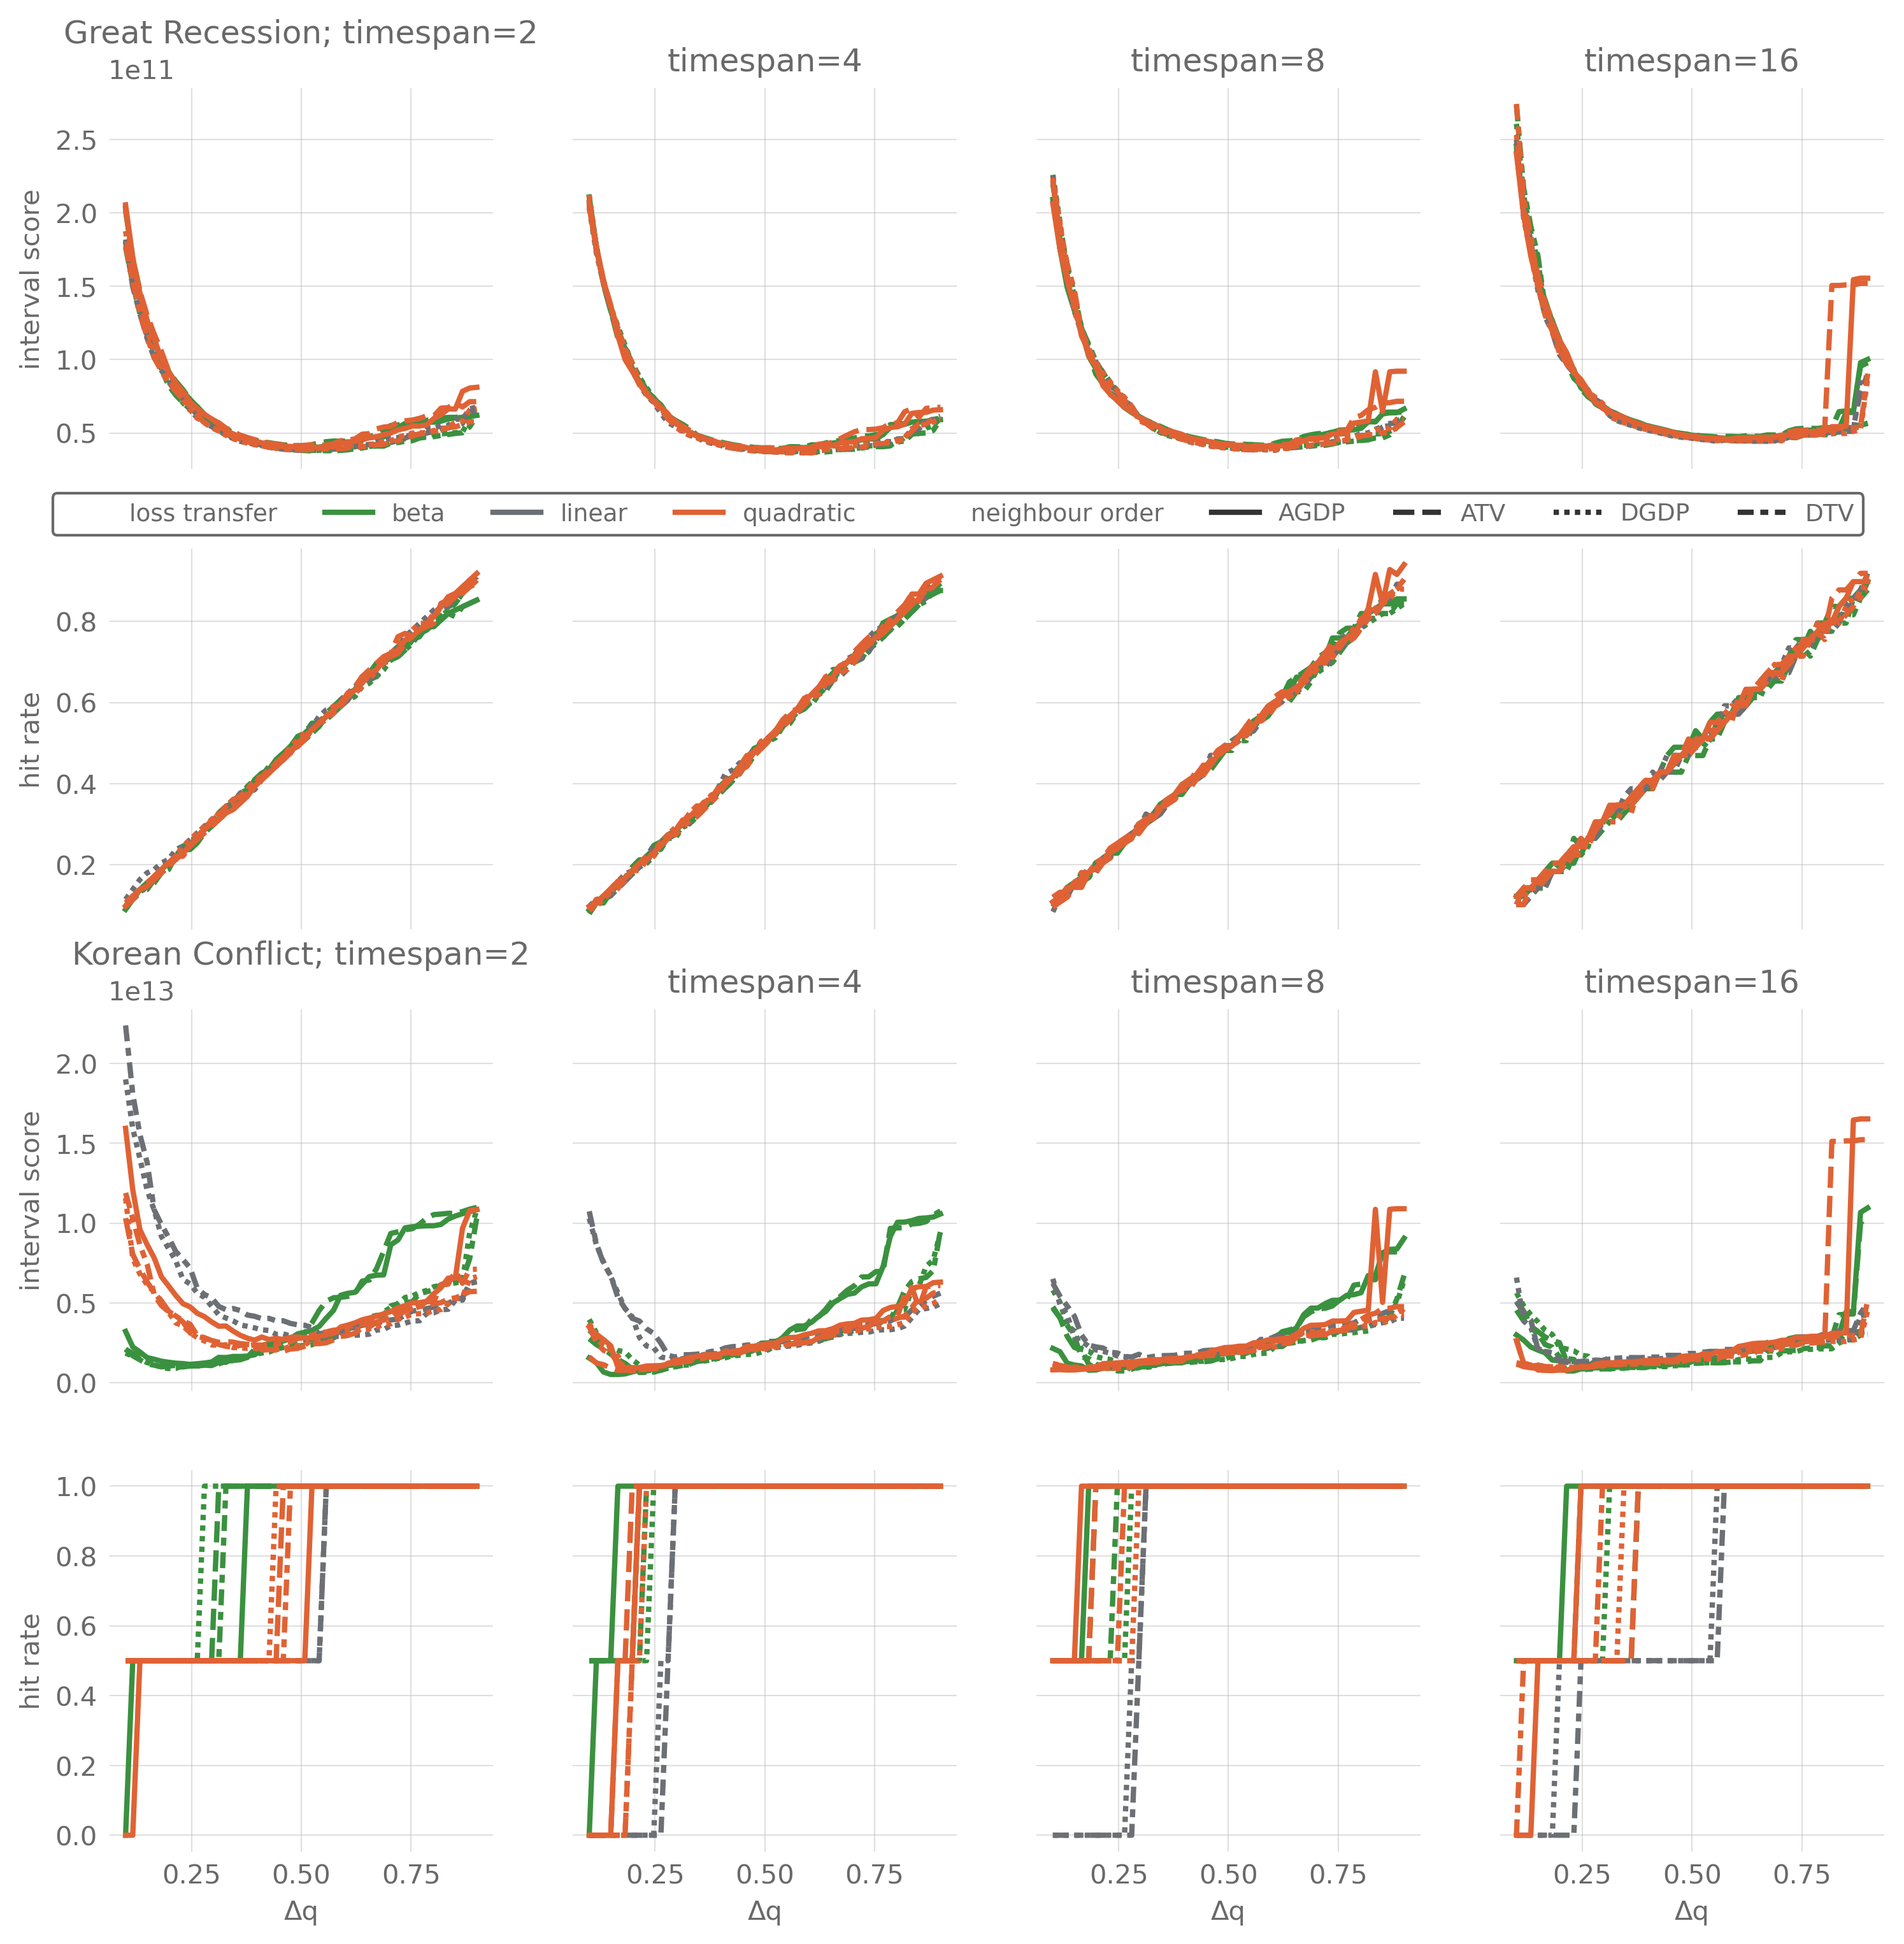 Great Recession; timespan=2
timespan=4
timespan=8
timespan=16
1e11
interval score
2.5
2.0
1.5
1.0
0.5
loss transfer beta linear quadratic neighbour order AGDP ATV DGDP DTV
hit rate
0.8
0.6
0.4
0.2
Korean Conflict; timespan=2
timespan=4
timespan=8
timespan=16
1e13
interval score
2.0
1.5
1.0
0.5
0.0
hit rate
1.0
0.8
0.6
0.4
0.2
0.0
0.25 0.50 0.75 0.25 0.50 0.75 0.25 0.50 0.75 0.25 0.50 0.75
Δq Δq Δq Δq